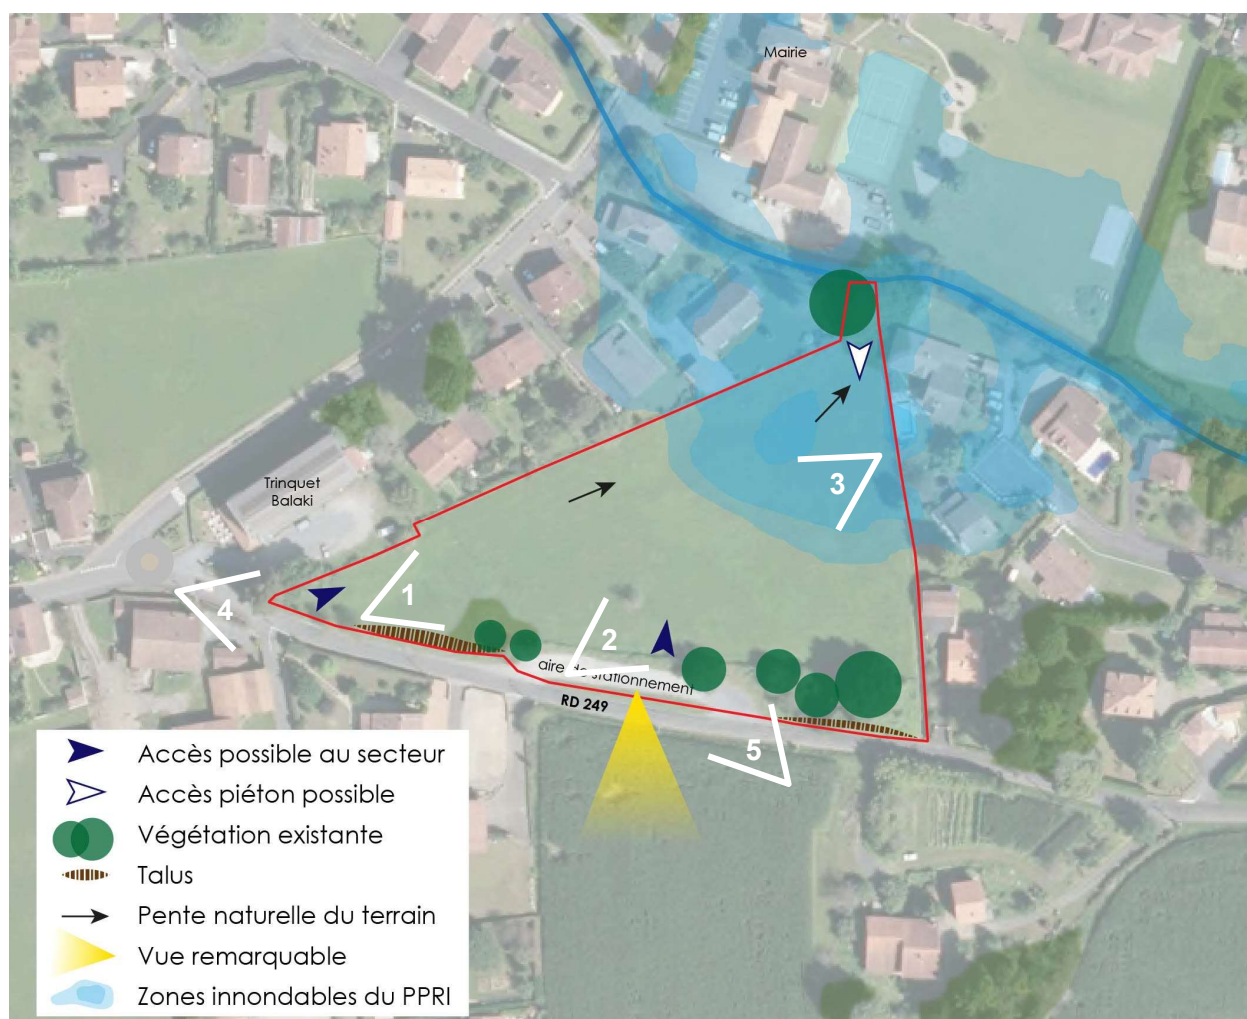 Mairie
Trinquet
Balaki
1
2
3
4
5
aire de stationnement
RD 249
Accès possible au secteur
Accès piéton possible
Végétation existante
Talus
Pente naturelle du terrain
Vue remarquable
Zones innondables du PPRI